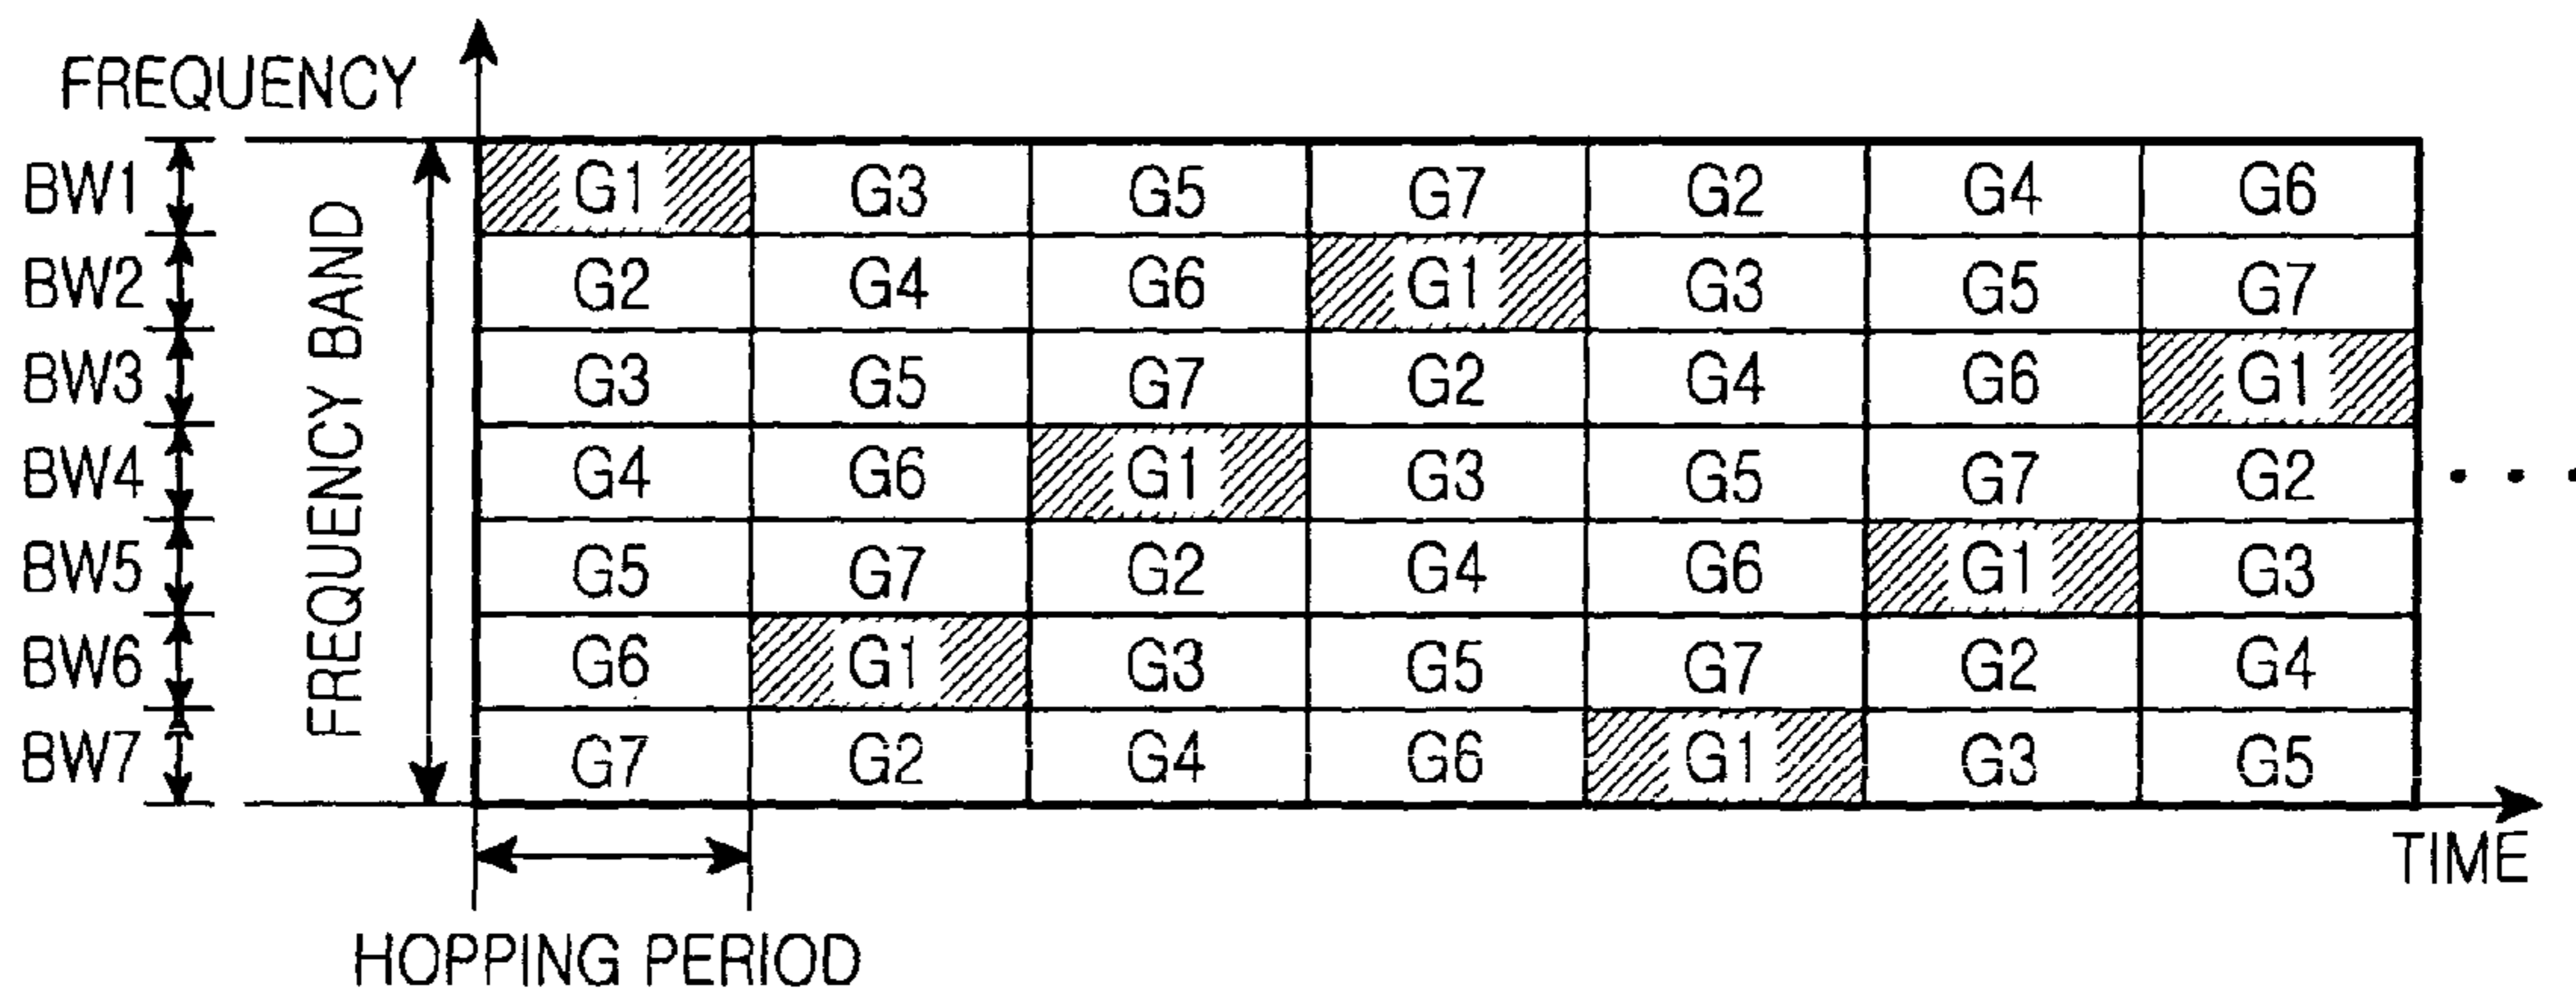 FREQUENCY
BW1 G1 G3 G5 G7 G2 G4 G6
BW2 G2 G4 G6 G1 G3 G5 G7
BW3 G3 G5 G7 G2 G4 G6 G1
BW4 G4 G6 G1 G3 G5 G7 G2 . . .
BW5 G5 G7 G2 G4 G6 G1 G3
BW6 G6 G1 G3 G5 G7 G2 G4
BW7 G7 G2 G4 G6 G1 G3 G5
FREQUENCY BAND
TIME
HOPPING PERIOD